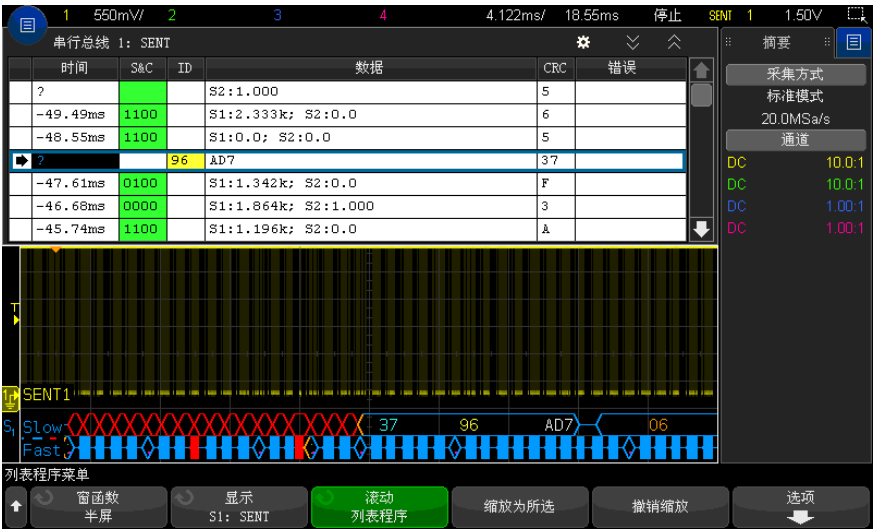 1 550mV/ 2 3 4 4.122ms/ 18.55ms 停止 SENT 1 1.50V
串行总线 1: SENT
摘要
时间 S&C ID 数据 CRC 错误
? S2:1.000 5
-49.49ms 1100 S1:2.333k; S2:0.0 6
-48.55ms 1100 S1:0.0; S2:0.0 5
? 96 AD7 37
-47.61ms 0100 S1:1.342k; S2:0.0 F
-46.68ms 0000 S1:1.864k; S2:1.000 3
-45.74ms 1100 S1:1.196k; S2:0.0 A
采集方式
标准模式
20.0MSa/s
通道
DC 10.0:1
DC 10.0:1
DC 1.00:1
DC 1.00:1
T
SENT1
S1 Slow 37 96 AD7 06
Fast
列表程序菜单
窗函数
半屏
显示
S1: SENT
滚动
列表程序
缩放为所选
撤销缩放
选项